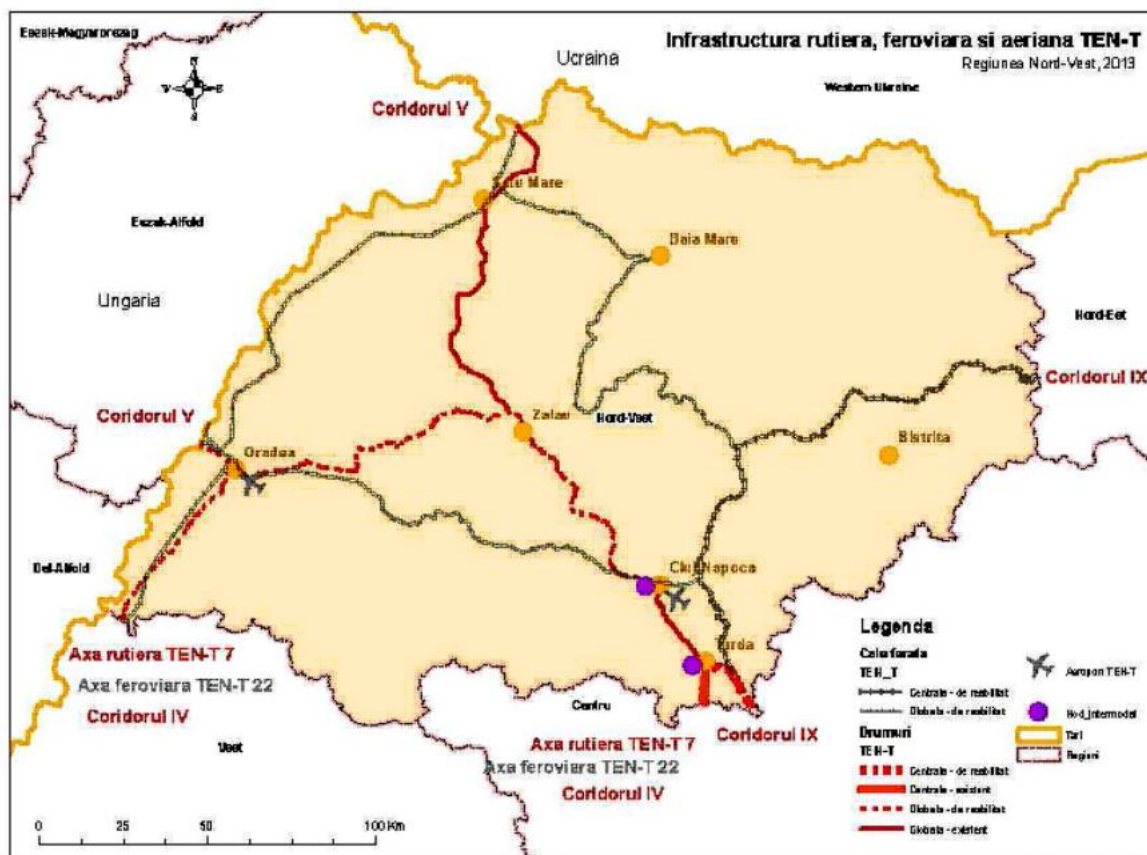 Infrastructura rutiera, feroviara si aeriana TEN-T
Regiunea Nord-Vest, 2013
Eszak-Magyarorszag
Ucraina
Western Ukraine
N
V E
S
Coridorul V
Satu Mare
Eszak-Alfold
Baia Mare
Ungaria
Nord-Est
Coridorul IX
Coridorul V
Zalau
Nord-Vest
Oradea
Bistrita
Del-Alfold
Cluj-Napoca
Turda
Axa rutiera TEN-T 7
Axa feroviara TEN-T 22
Coridorul IV
Vest
Centru
Axa rutiera TEN-T 7
Axa feroviara TEN-T 22
Coridorul IV
Coridorul IX
Legenda
Cale ferata
TEN_T
Centrala - de reabilitat
Globala - de reabilitat
Drumuri
TEN-T
Centrala - de reabilitat
Centrala - existent
Globala - de reabilitat
Globala - existent
Aeroport TEN-T
Nod_intermodal
Tari
Regiuni
0 25 50 100 Km